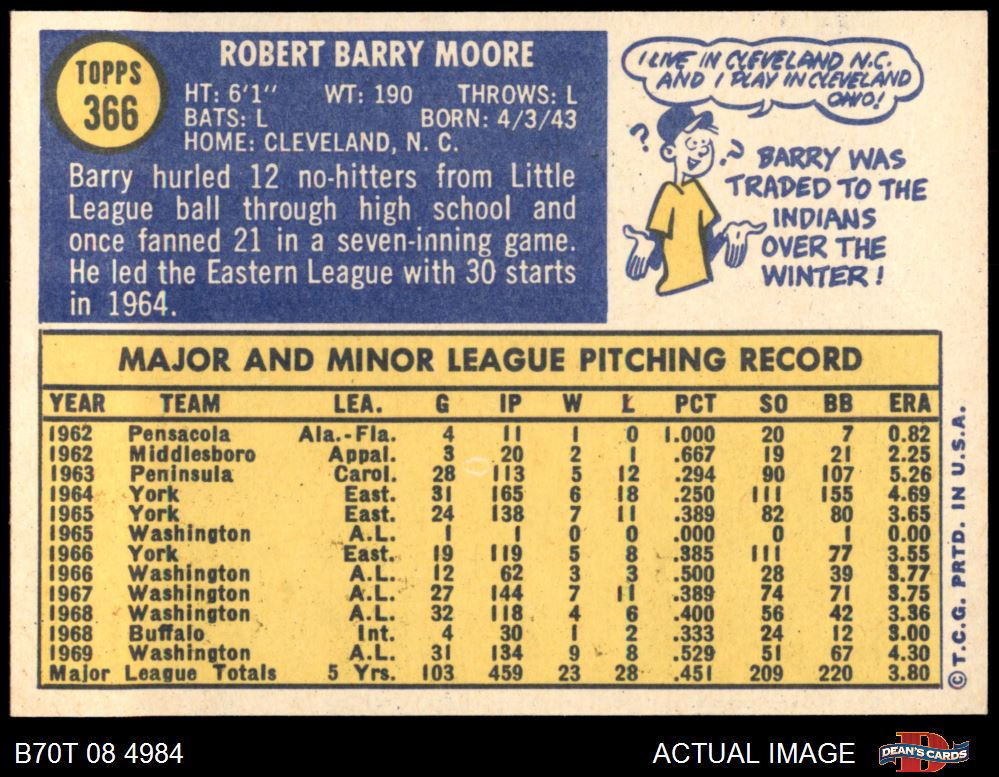 TOPPS
366
ROBERT BARRY MOORE
HT: 6'1" WT: 190 THROWS: L
BATS: L BORN: 4/3/43
HOME: CLEVELAND, N. C.
Barry hurled 12 no-hitters from Little
League ball through high school and
once fanned 21 in a seven-inning game.
He led the Eastern League with 30 starts
in 1964.
I LIVE IN CLEVELAND N.C.
AND I PLAY IN CLEVELAND
OHIO!
? ?
BARRY WAS
TRADED TO THE
INDIANS
OVER THE
WINTER!
MAJOR AND MINOR LEAGUE PITCHING RECORD
YEAR TEAM LEA. G IP W L PCT SO BB ERA
1962 Pensacola Ala.-Fla. 4 11 1 0 1.000 20 7 0.82
1962 Middlesboro Appal. 3 20 2 1 .667 19 21 2.25
1963 Peninsula Carol. 28 113 5 12 .294 90 107 5.26
1964 York East. 31 165 6 18 .250 111 155 4.69
1965 York East. 24 138 7 11 .389 82 80 3.65
1965 Washington A.L. 1 1 0 0 .000 0 1 0.00
1966 York East. 19 119 5 8 .385 111 77 3.55
1966 Washington A.L. 12 62 3 3 .500 28 39 3.77
1967 Washington A.L. 27 144 7 11 .389 74 71 3.75
1968 Washington A.L. 32 118 4 6 .400 56 42 3.36
1968 Buffalo Int. 4 30 1 2 .333 24 12 3.00
1969 Washington A.L. 31 134 9 8 .529 51 67 4.30
Major League Totals 5 Yrs. 103 459 23 28 .451 209 220 3.80
© T.C.G. PRTD. IN U.S.A.
B70T 08 4984
ACTUAL IMAGE
DEAN'S CARDS